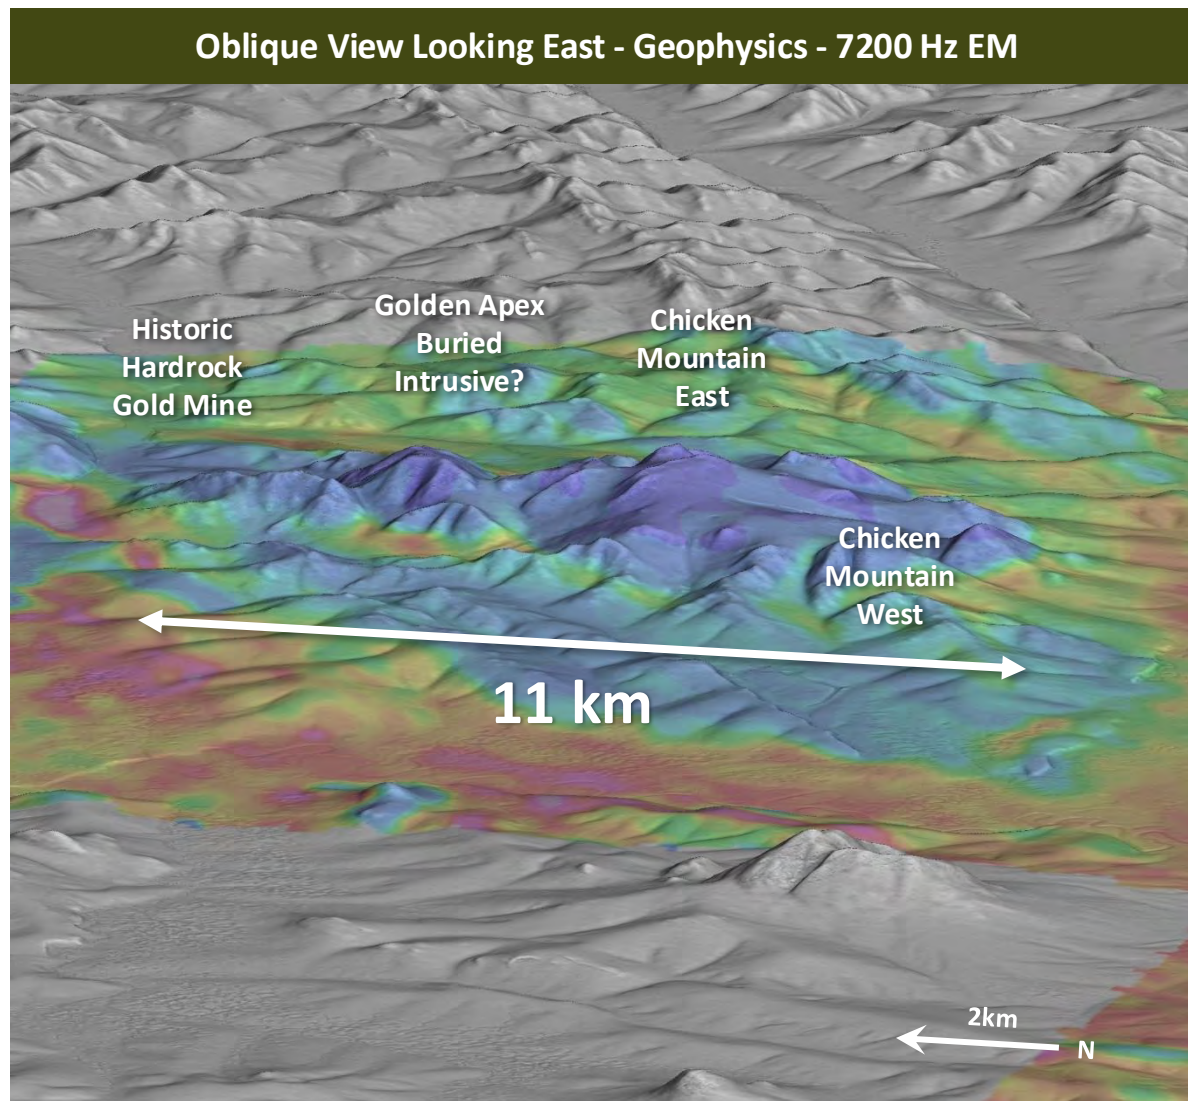 Oblique View Looking East - Geophysics - 7200 Hz EM
Historic
Hardrock
Gold Mine
Golden Apex
Buried
Intrusive?
Chicken
Mountain
East
Chicken
Mountain
West
11 km
2km
N